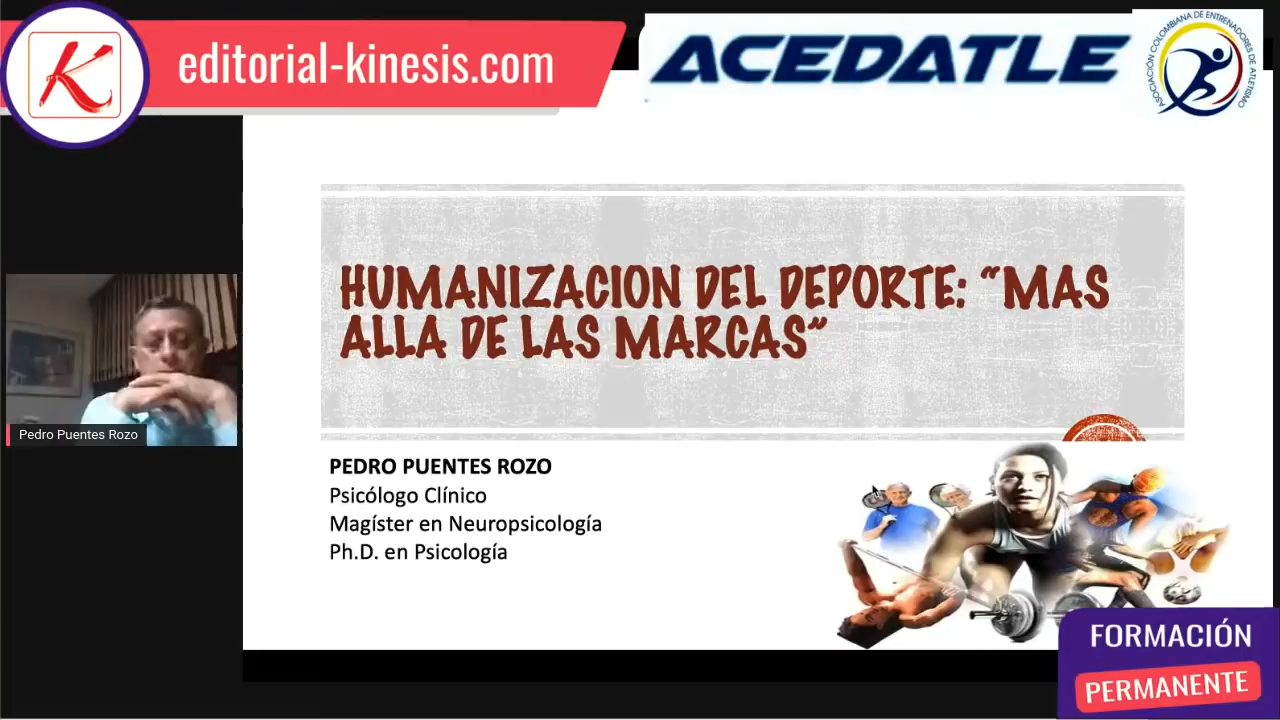 K
editorial-kinesis.com
ACEDATLE
ASOCIACIÓN COLOMBIANA DE ENTRENADORES DE ATLETISMO
HUMANIZACION DEL DEPORTE: “MAS
ALLA DE LAS MARCAS”
Pedro Puentes Rozo
PEDRO PUENTES ROZO
Psicólogo Clínico
Magíster en Neuropsicología
Ph.D. en Psicología
FORMACIÓN
PERMANENTE